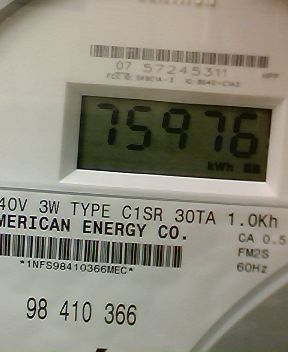 07 57245311
75976
kWh
40V 3W TYPE C1SR 30TA 1.0Kh
MERICAN ENERGY CO.
CA 0.5
FM2S
60Hz
*1NFS98410366MEC*
98 410 366